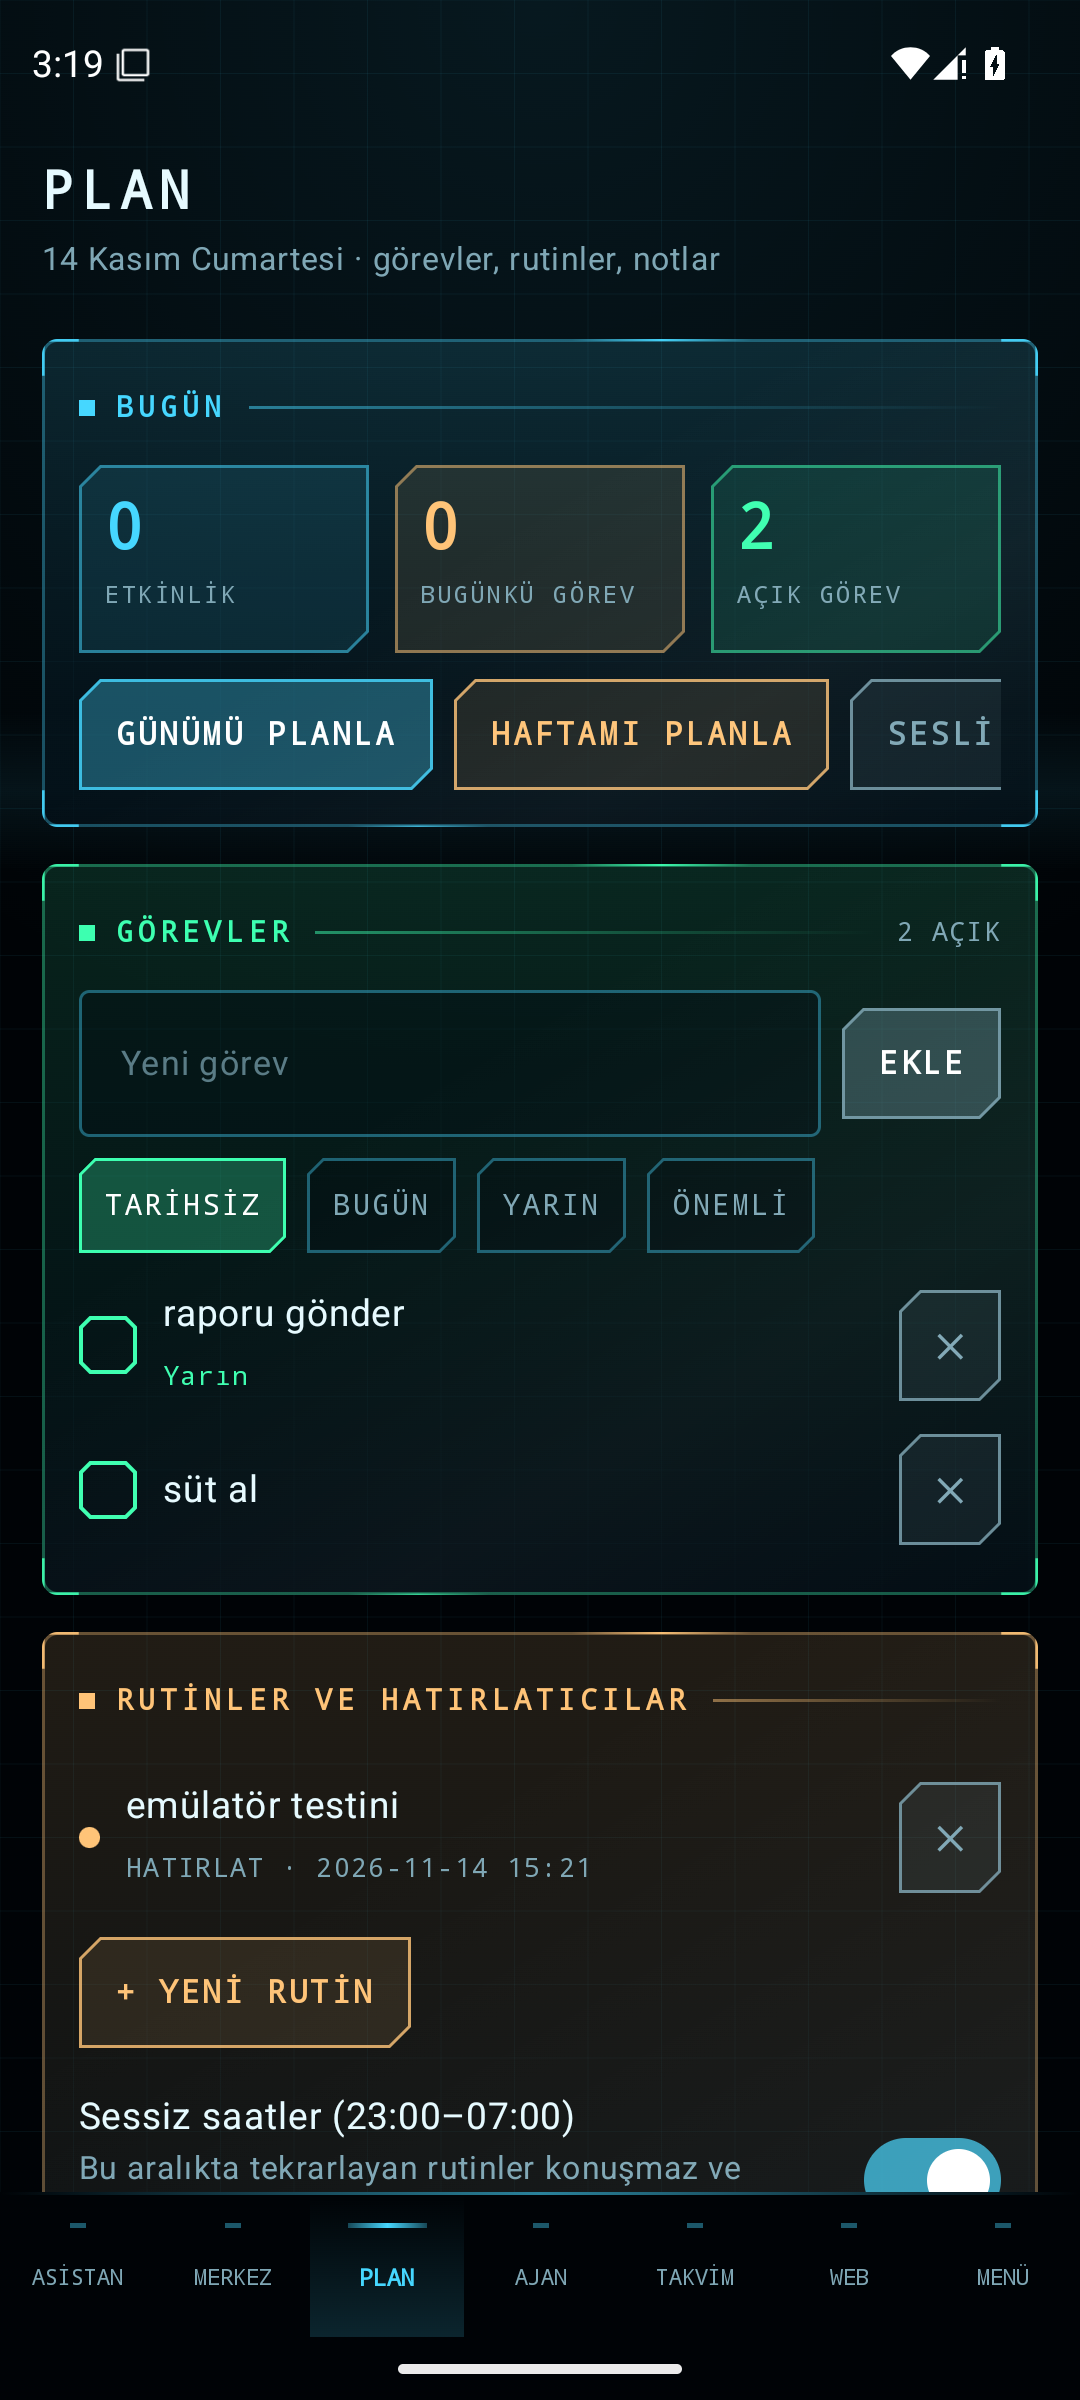 3:19
PLAN
14 Kasım Cumartesi · görevler, rutinler, notlar
BUGÜN
0
ETKİNLİK
0
BUGÜNKÜ GÖREV
2
AÇIK GÖREV
GÜNÜMÜ PLANLA
HAFTAMI PLANLA
SESLİ
GÖREVLER
2 AÇIK
Yeni görev
EKLE
TARİHSİZ
BUGÜN
YARIN
ÖNEMLİ
raporu gönder
Yarın
süt al
RUTİNLER VE HATIRLATICILAR
emülatör testini
HATIRLAT · 2026-11-14 15:21
+ YENİ RUTİN
Sessiz saatler (23:00–07:00)
Bu aralıkta tekrarlayan rutinler konuşmaz ve
ASİSTAN
MERKEZ
PLAN
AJAN
TAKVİM
WEB
MENÜ